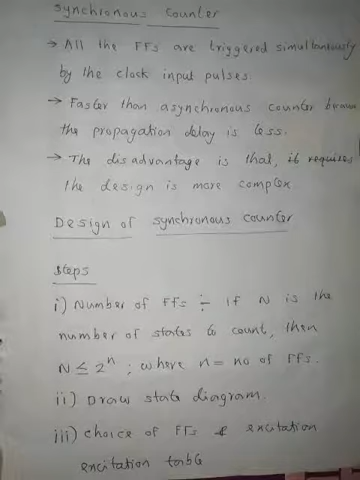 Synchronous Counter
→ All the FFs are triggered simultaneously
by the clock input pulses.
→ Faster than asynchronous counter because
the propagation delay is less.
→ The disadvantage is that, it requires
the design is more complex.
Design of synchronous counter
Steps
i) Number of FFs ÷ If N is the
number of states to count, then
N ≤ 2ⁿ ; where n = no of FFs.
ii) Draw state diagram.
iii) choice of FFs & excitation
excitation table